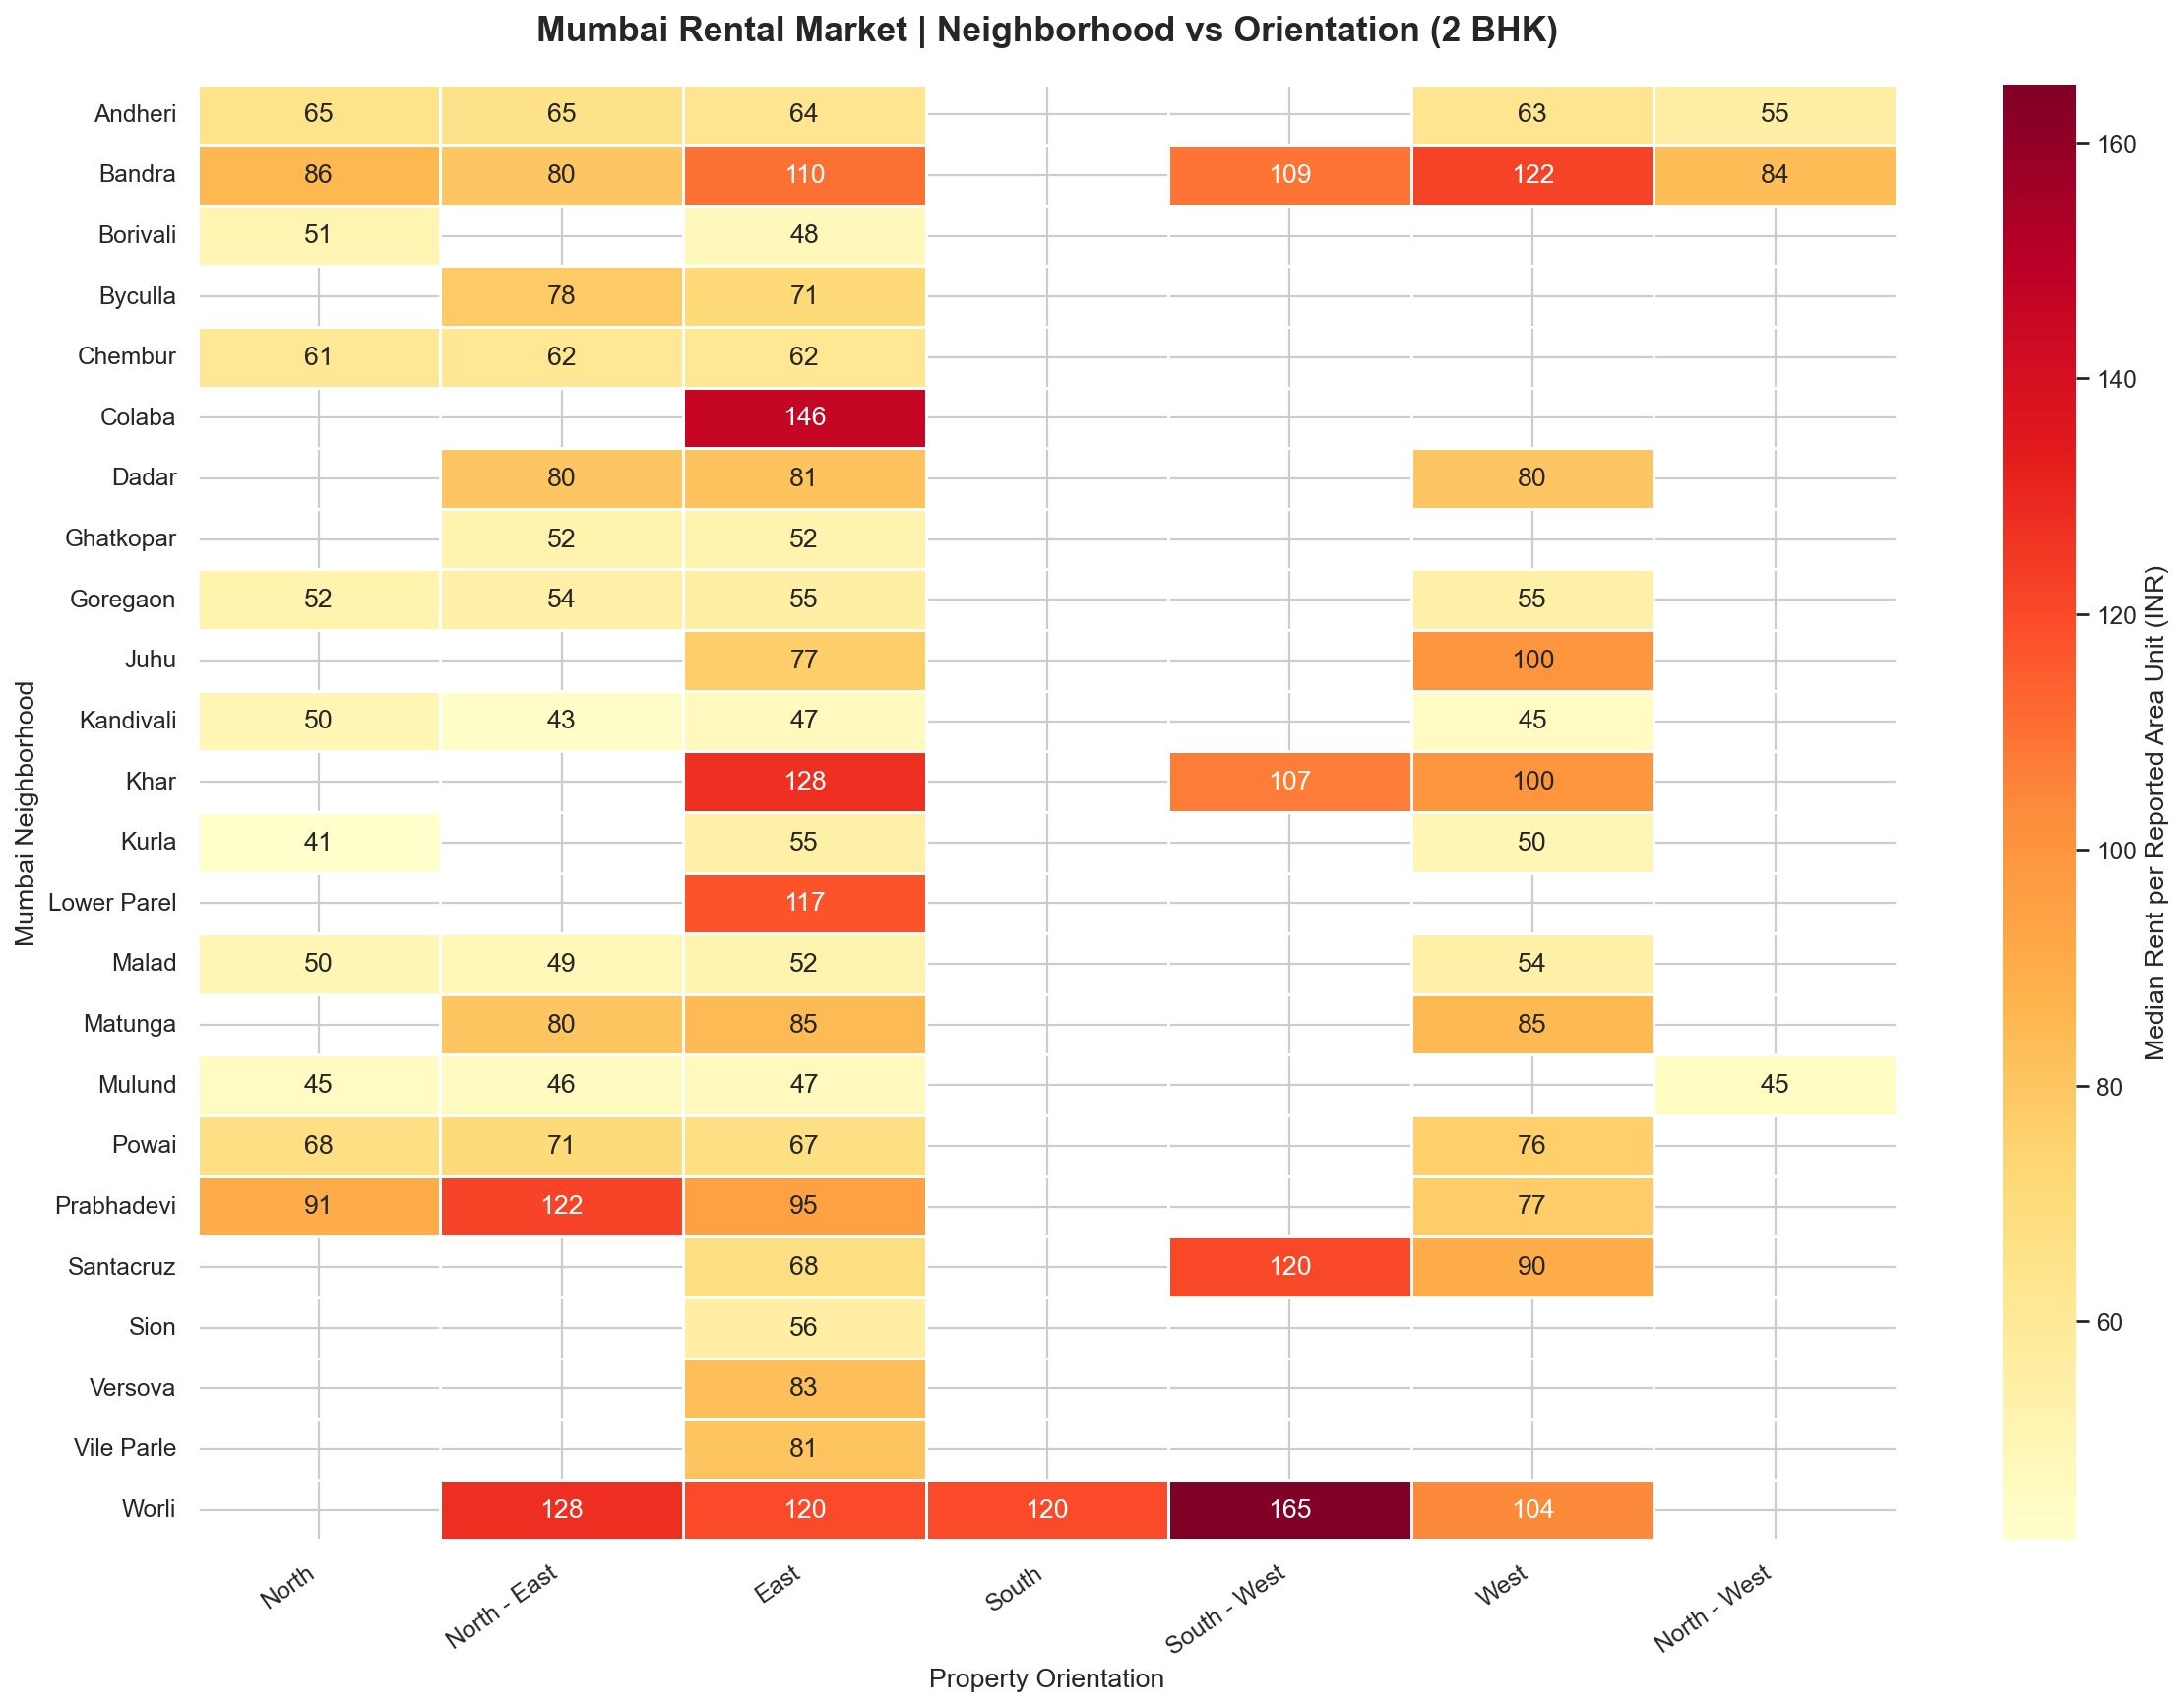 Mumbai Rental Market | Neighborhood vs Orientation (2 BHK)
Mumbai Neighborhood
Andheri 65 65 64 63 55
Bandra 86 80 110 109 122 84
Borivali 51 48
Byculla 78 71
Chembur 61 62 62
Colaba 146
Dadar 80 81 80
Ghatkopar 52 52
Goregaon 52 54 55 55
Juhu 77 100
Kandivali 50 43 47 45
Khar 128 107 100
Kurla 41 55 50
Lower Parel 117
Malad 50 49 52 54
Matunga 80 85 85
Mulund 45 46 47 45
Powai 68 71 67 76
Prabhadevi 91 122 95 77
Santacruz 68 120 90
Sion 56
Versova 83
Vile Parle 81
Worli 128 120 120 165 104
North North - East East South South - West West North - West
Property Orientation
160
140
120
100
80
60
Median Rent per Reported Area Unit (INR)